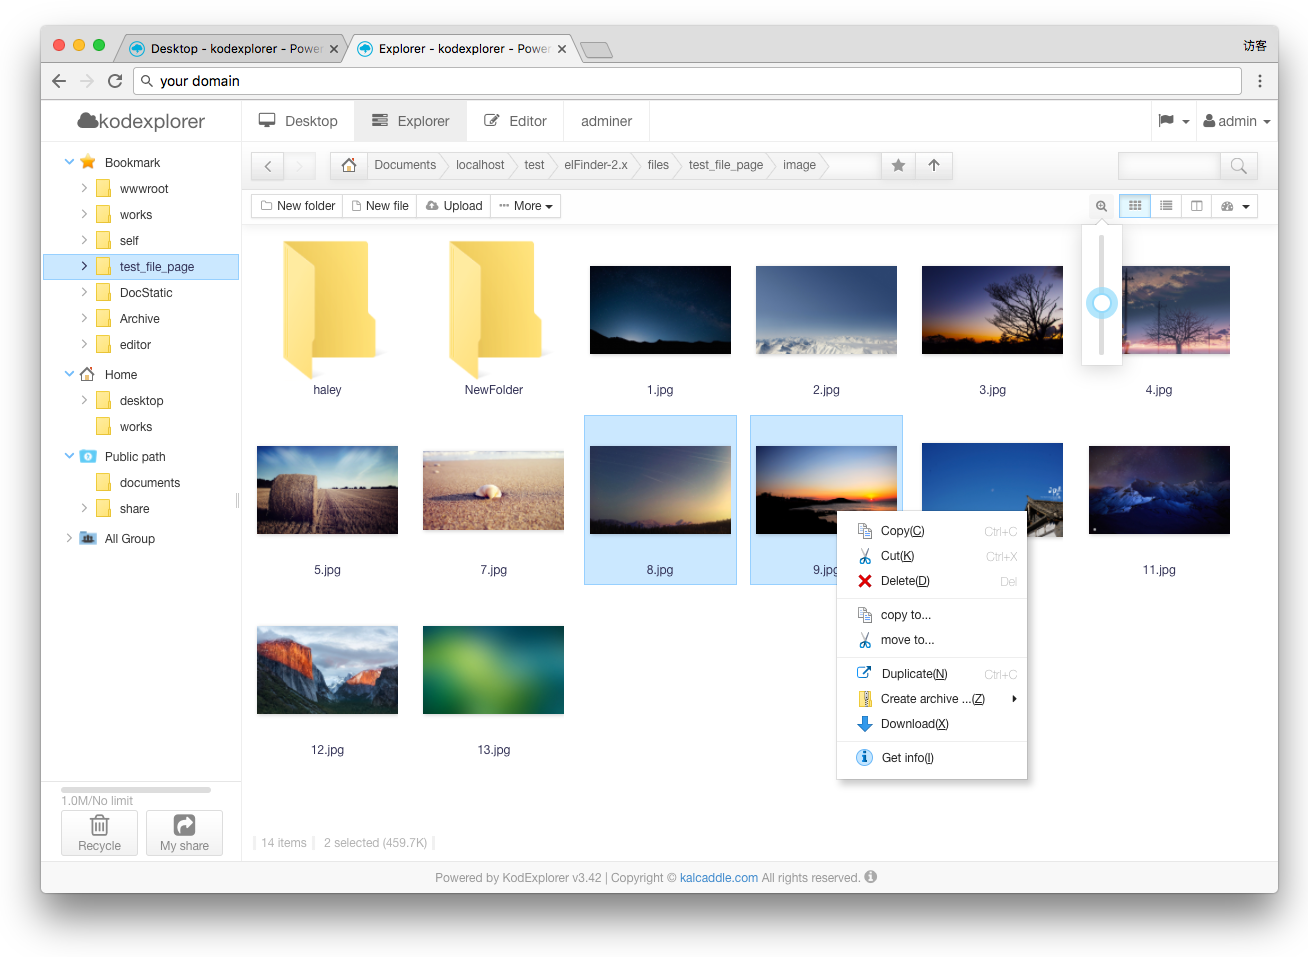 Desktop - kodexplorer - Powe
Explorer - kodexplorer - Powe
访客
your domain
kodexplorer
Desktop
Explorer
Editor
adminer
admin
Documents
localhost
test
elFinder-2.x
files
test_file_page
image
New folder
New file
Upload
More
Bookmark
wwwroot
works
self
test_file_page
DocStatic
Archive
editor
Home
desktop
works
Public path
documents
share
All Group
haley
NewFolder
1.jpg
2.jpg
3.jpg
4.jpg
5.jpg
7.jpg
8.jpg
9.jpg
11.jpg
12.jpg
13.jpg
Copy(C) Ctrl+C
Cut(K) Ctrl+X
Delete(D) Del
copy to...
move to...
Duplicate(N) Ctrl+C
Create archive ...(Z)
Download(X)
Get info(I)
1.0M/No limit
Recycle
My share
14 items
2 selected (459.7K)
Powered by KodExplorer v3.42 | Copyright © kalcaddle.com All rights reserved.